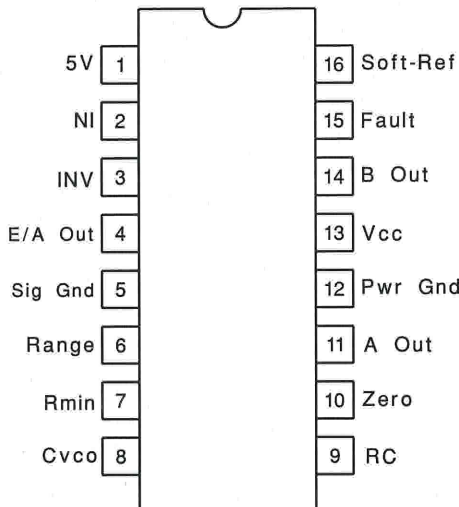 5V 1 16 Soft-Ref
NI 2 15 Fault
INV 3 14 B Out
E/A Out 4 13 Vcc
Sig Gnd 5 12 Pwr Gnd
Range 6 11 A Out
Rmin 7 10 Zero
Cvco 8 9 RC